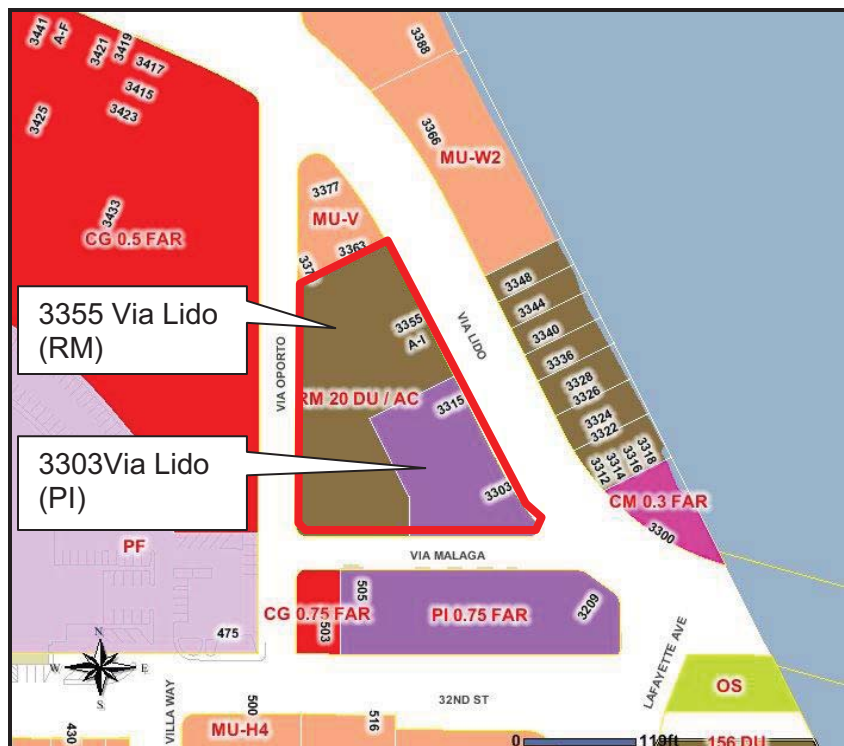 3441
A-F
3421
3419
3417
3415
3423
3425
3433
CG 0.5 FAR
3388
3366
MU-W2
3377
MU-V
3363
337
3355 Via Lido
(RM)
3355
A-I
VIA LIDO
VIA OPORTO
RM 20 DU / AC
3315
3303Via Lido
(PI)
3303
3348
3344
3340
3336
3328
3326
3324
3322
3318
3316
3314
3312
CM 0.3 FAR
3300
PF
VIA MALAGA
475
CG 0.75 FAR
503
505
PI 0.75 FAR
3209
N
W E
S
VILLA WAY
32ND ST
LAFAYETTE AVE
OS
430
500
MU-H4
516
0 119ft
156 DU